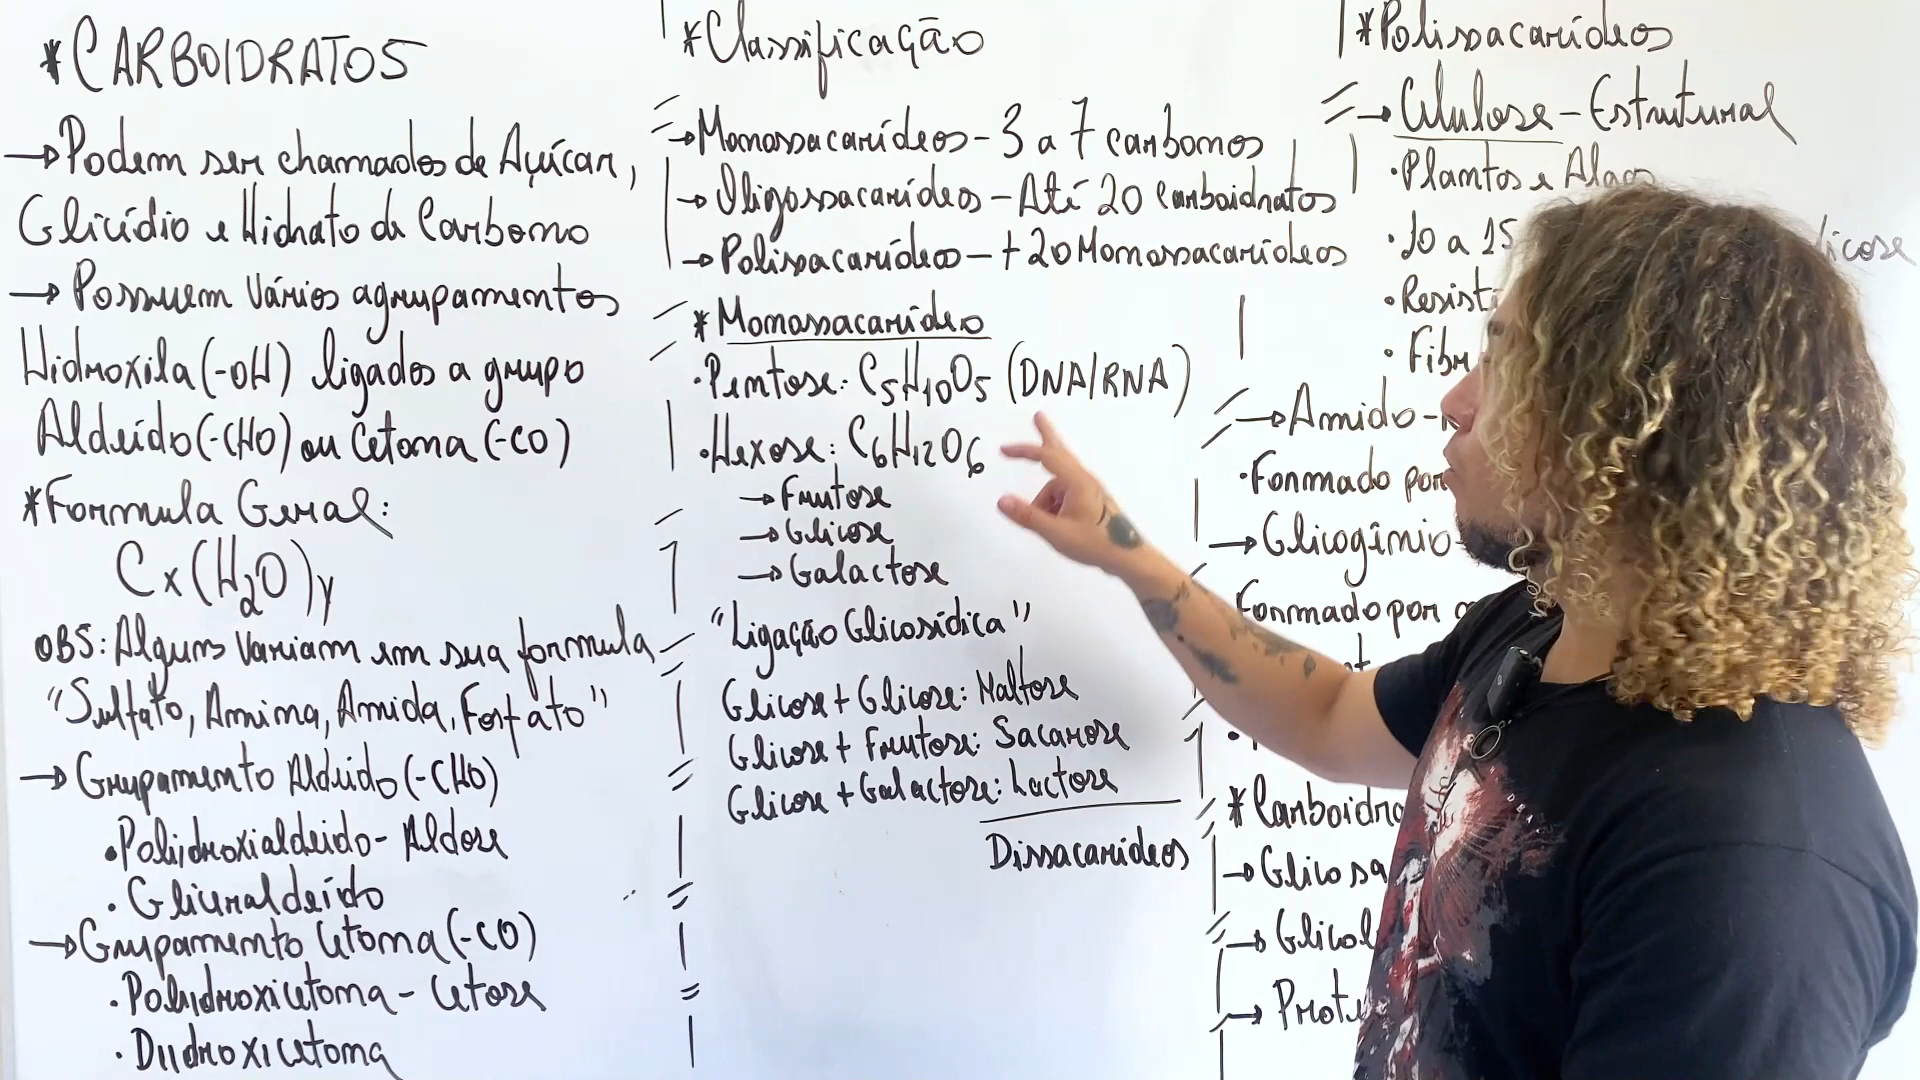 *CARBOIDRATOS
→Podem ser chamados de Açúcar,
Glicídio e Hidrato de Carbono
→ Possuem Vários agrupamentos
Hidroxila (-OH) ligados a grupo
Aldeído (-CHO) ou Cetona (-CO)
*Formula Geral:
Cx(H₂O)y
OBS: Alguns Variam em sua formula
"Sulfato, Amina, Amida, Fosfato"
→ Grupamento Aldeído (-CHO)
•Poliidroxialdeido- Aldose
• Gliceraldeído
→Grupamento Cetona (-CO)
•Poliidroxicetona - Cetose
• Diidroxicetona
*Classificação
→Monossacarídeos - 3 a 7 carbonos
→ Oligossacarídeos - Até 20 carboidratos
→ Polissacarídeos - + 20 Monossacarídeos
*Monossacarídeo
•Pentose: C₅H₁₀O₅ (DNA/RNA)
•Hexose: C₆H₁₂O₆
→Frutose
→Glicose
→Galactose
"Ligação Glicosídica"
Glicose + Glicose: Maltose
Glicose + Frutose: Sacarose
Glicose + Galactose: Lactose
Dissacarídeos
*Polissacarídeos
→ Celulose - Estrutural
•Plantas e Algas
•10 a 15 licose
•Resist
• Fibr
→Amido -
•Formado por
→Glicogênio-
Formado por
*Carboidra
→Glicosa
→Glicol
→ Prote